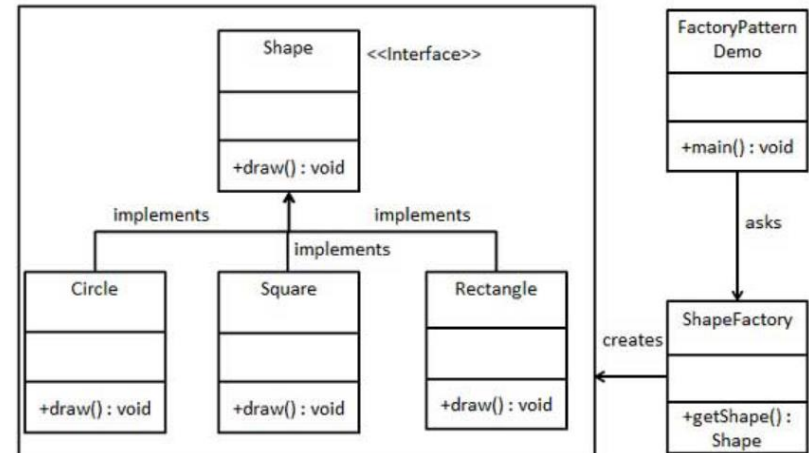 Shape
<<Interface>>
+draw() : void
FactoryPattern
Demo
+main() : void
implements
implements
implements
asks
Circle
+draw() : void
Square
+draw() : void
Rectangle
+draw() : void
creates
ShapeFactory
+getShape() :
Shape